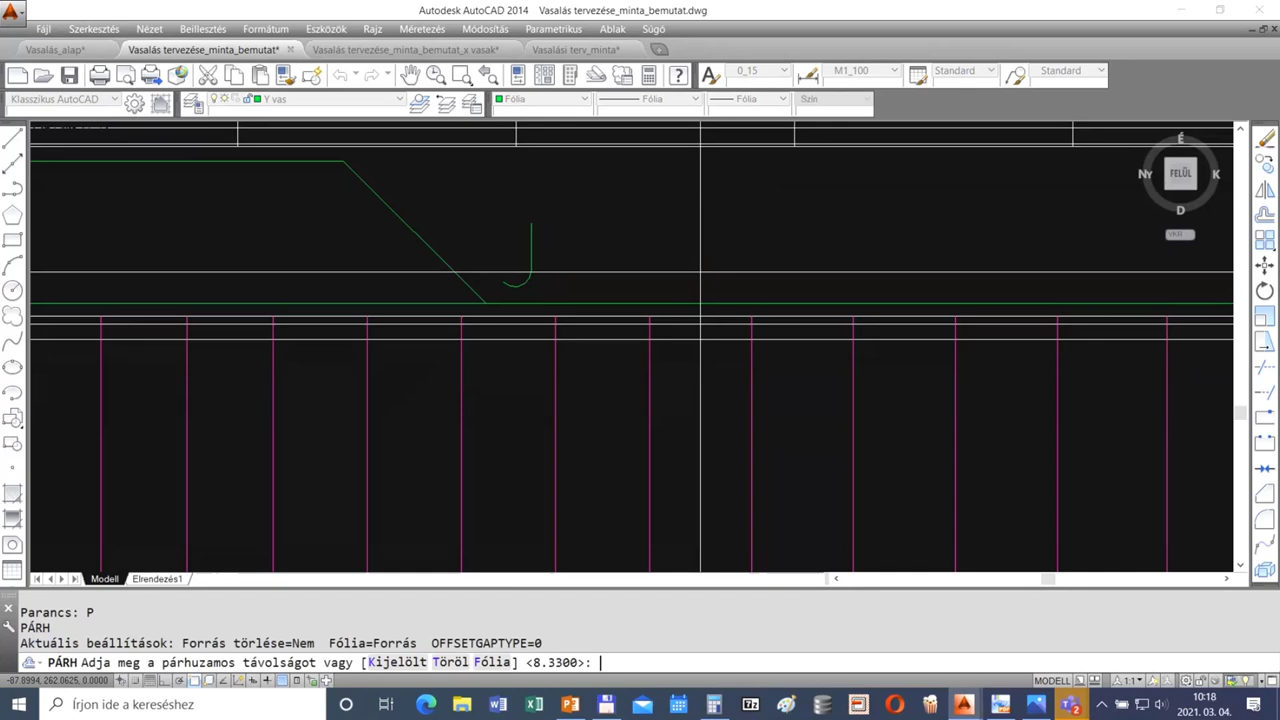 Autodesk AutoCAD 2014 Vasalás tervezése_minta_bemutat.dwg
Fájl Szerkesztés Nézet Beillesztés Formátum Eszközök Rajz Méretezés Módosítás Parametrikus Ablak Súgó
Vasalás_alap* Vasalás tervezése_minta_bemutat* Vasalás tervezése_minta_bemutat_x vasak* Vasalási terv_minta*
0_15 M1_100 Standard Standard
Klasszikus AutoCAD Y vas Fólia Fólia Fólia Szín
É
NY FELÜL K
D
VKR
Modell Elrendezés1
Parancs: P
PÁRH
Aktuális beállítások: Forrás törlése=Nem Fólia=Forrás OFFSETGAPTYPE=0
PÁRH Adja meg a párhuzamos távolságot vagy [Kijelölt Töröl Fólia] <8.3300>:
-87.8994, 262.0625, 0.0000 MODELL 1:1
Írjon ide a kereséshez 10:18
2021. 03. 04.